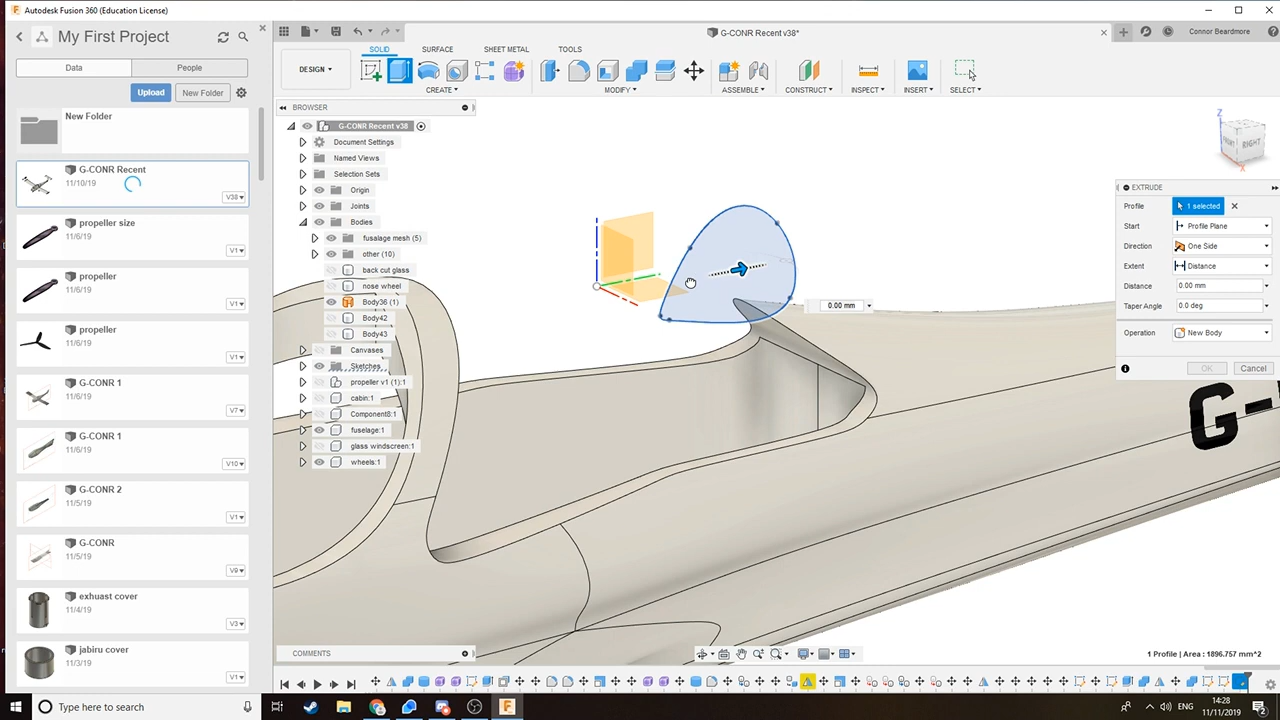 Autodesk Fusion 360 (Education License)
My First Project
G-CONR Recent v38*
Connor Beardmore
Data
People
Upload
New Folder
New Folder
G-CONR Recent
11/10/19
V38
propeller size
11/6/19
V1
propeller
11/6/19
V1
propeller
11/6/19
V1
G-CONR 1
11/6/19
V7
G-CONR 1
11/5/19
V10
G-CONR 2
11/5/19
V1
G-CONR
11/5/19
V9
exhuast cover
11/4/19
V3
jabiru cover
11/3/19
V1
SOLID
SURFACE
SHEET METAL
TOOLS
DESIGN
CREATE
MODIFY
ASSEMBLE
CONSTRUCT
INSPECT
INSERT
SELECT
BROWSER
G-CONR Recent v38
Document Settings
Named Views
Selection Sets
Origin
Joints
Bodies
fusalage mesh (5)
other (10)
back cut glass
nose wheel
Body36 (1)
Body42
Body43
Canvases
Sketches
propeller v1 (1):1
cabin:1
Component8:1
fuselage:1
glass windscreen:1
wheels:1
COMMENTS
0.00 mm
Z
FRONT
RIGHT
X
EXTRUDE
Profile
1 selected
Start
Profile Plane
Direction
One Side
Extent
Distance
Distance
0.00 mm
Taper Angle
0.0 deg
Operation
New Body
OK
Cancel
G-
1 Profile | Area : 1896.757 mm^2
Type here to search
ENG
14:28
11/11/2019
2